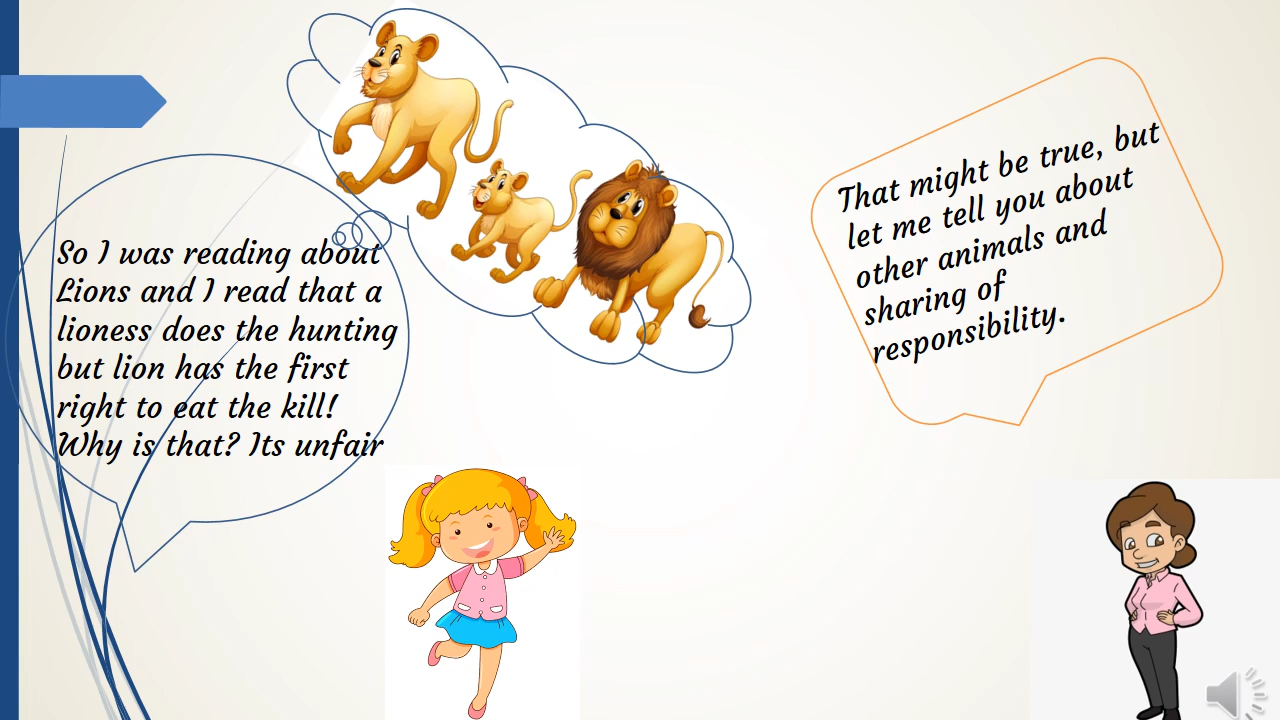 So I was reading about
Lions and I read that a
lioness does the hunting
but lion has the first
right to eat the kill!
Why is that? Its unfair
That might be true, but
let me tell you about
other animals and
sharing of
responsibility.